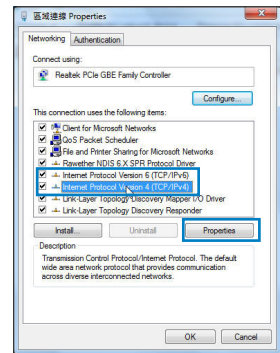 區域連線 Properties
Networking Authentication
Connect using:
Realtek PCIe GBE Family Controller
Configure...
This connection uses the following items:
Client for Microsoft Networks
QoS Packet Scheduler
File and Printer Sharing for Microsoft Networks
Rawether NDIS 6.X SPR Protocol Driver
Internet Protocol Version 6 (TCP/IPv6)
Internet Protocol Version 4 (TCP/IPv4)
Link-Layer Topology Discovery Mapper I/O Driver
Link-Layer Topology Discovery Responder
Install... Uninstall Properties
Description
Transmission Control Protocol/Internet Protocol. The default
wide area network protocol that provides communication
across diverse interconnected networks.
OK Cancel